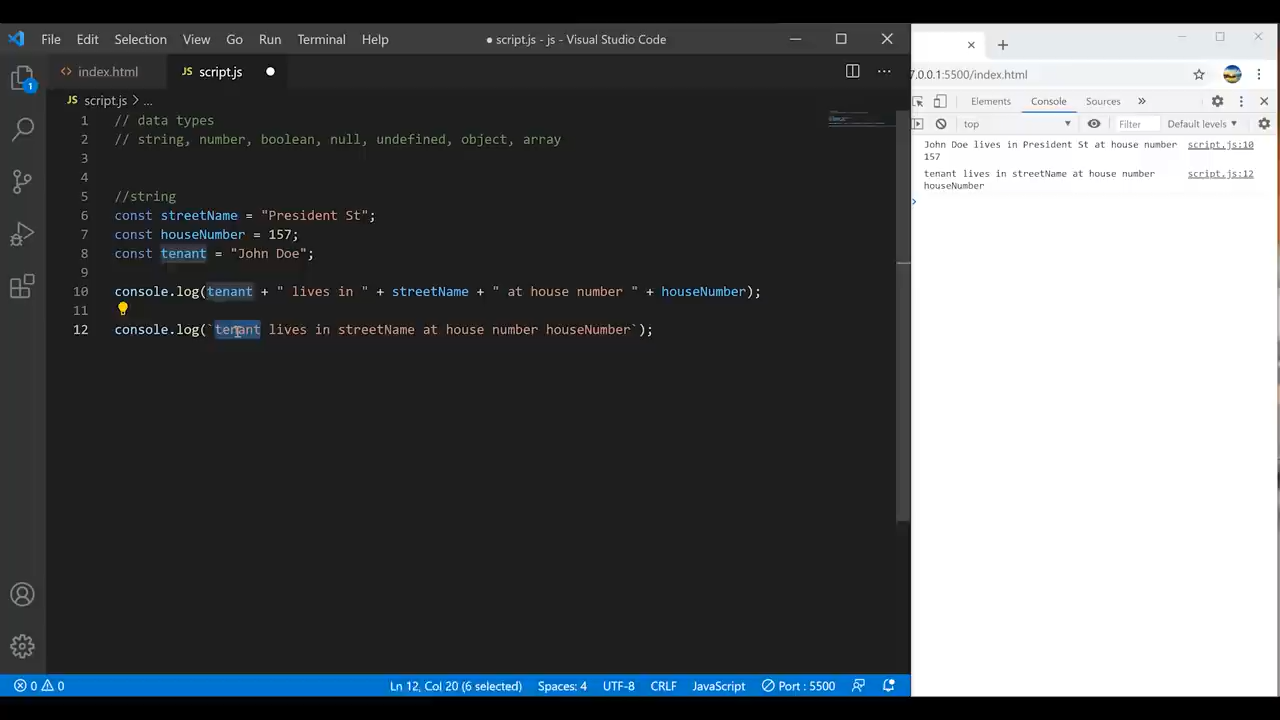 File Edit Selection View Go Run Terminal Help
● script.js - js - Visual Studio Code
index.html script.js
JS script.js > ...
1 // data types
2 // string, number, boolean, null, undefined, object, array
3
4
5 //string
6 const streetName = "President St";
7 const houseNumber = 157;
8 const tenant = "John Doe";
9
10 console.log(tenant + " lives in " + streetName + " at house number " + houseNumber);
11
12 console.log(`tenant lives in streetName at house number houseNumber`);
1
0 0
Ln 12, Col 20 (6 selected) Spaces: 4 UTF-8 CRLF JavaScript Port : 5500
7.0.0.1:5500/index.html
Elements Console Sources »
top Filter Default levels
John Doe lives in President St at house number script.js:10
157
tenant lives in streetName at house number script.js:12
houseNumber